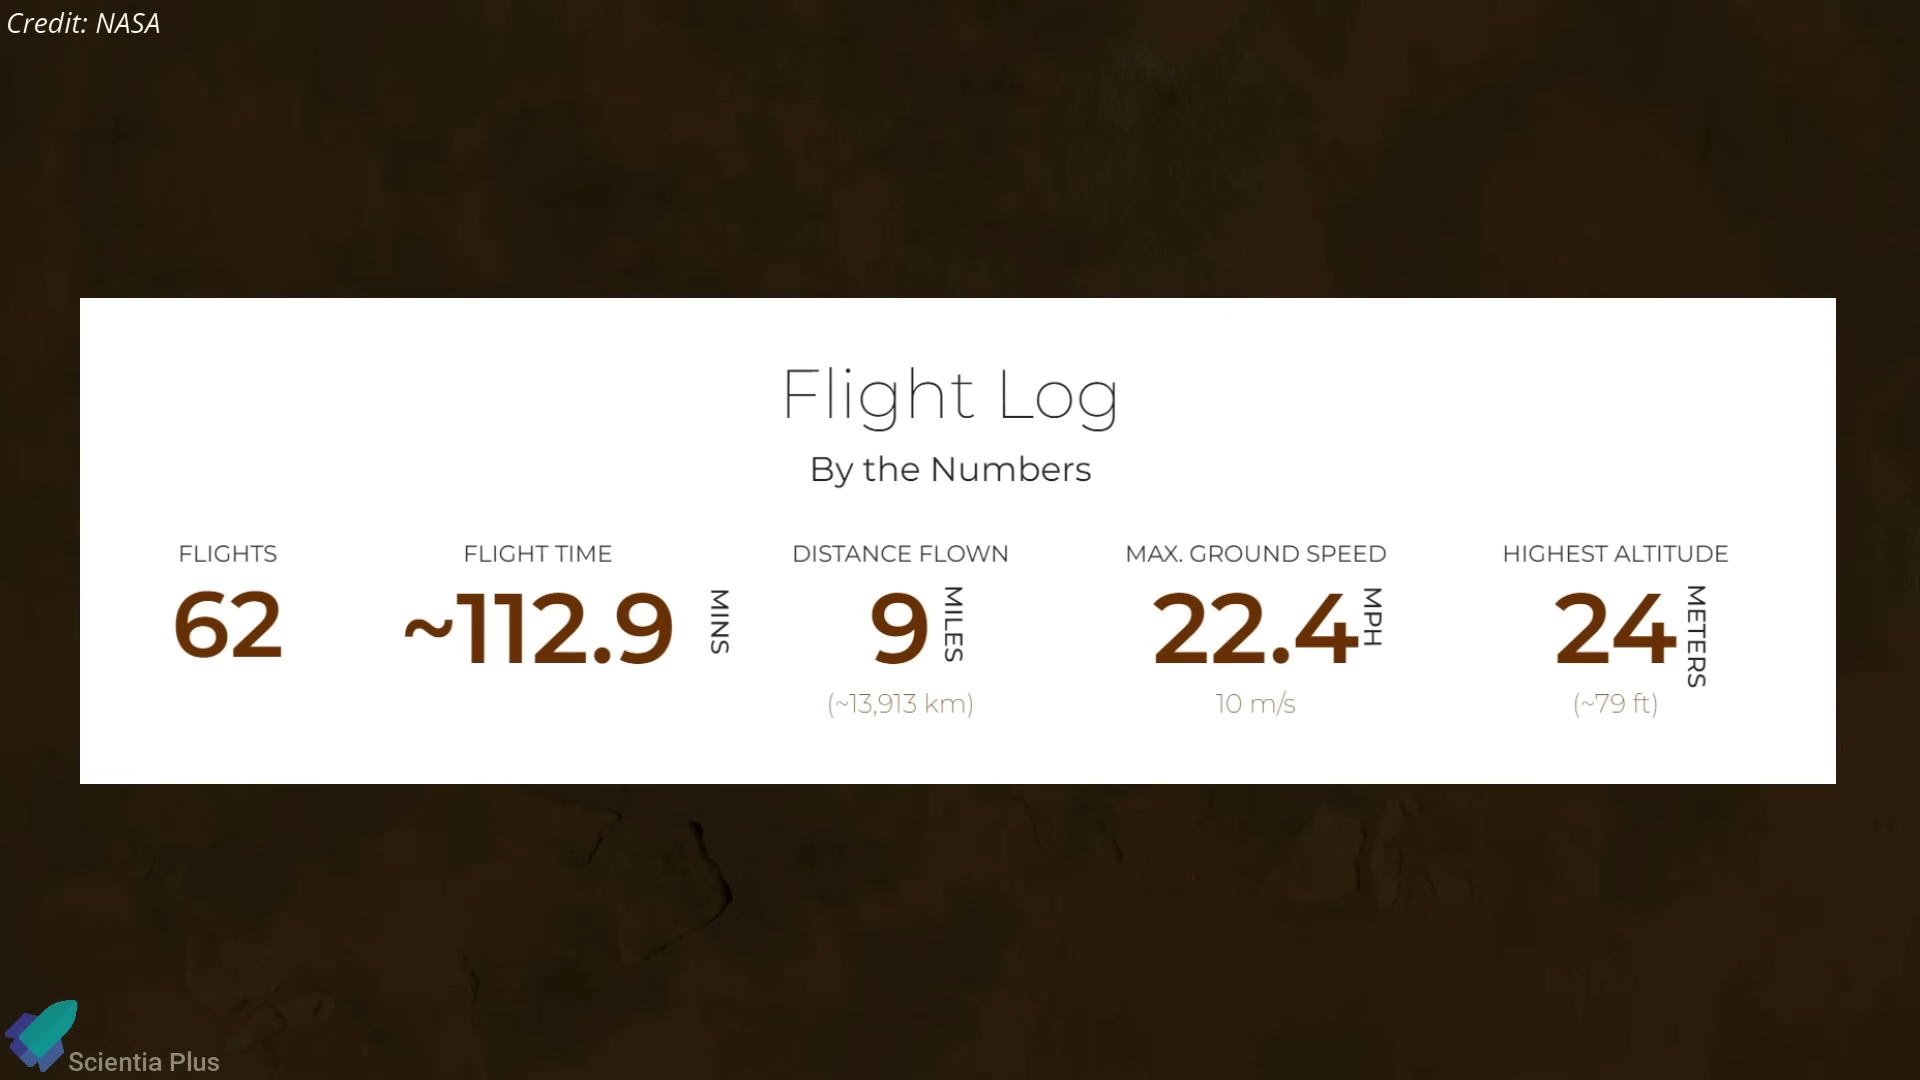 Credit: NASA
Flight Log
By the Numbers
FLIGHTS
62
FLIGHT TIME
~112.9 MINS
DISTANCE FLOWN
9 MILES
(~13,913 km)
MAX. GROUND SPEED
22.4 MPH
10 m/s
HIGHEST ALTITUDE
24 METERS
(~79 ft)
Scientia Plus